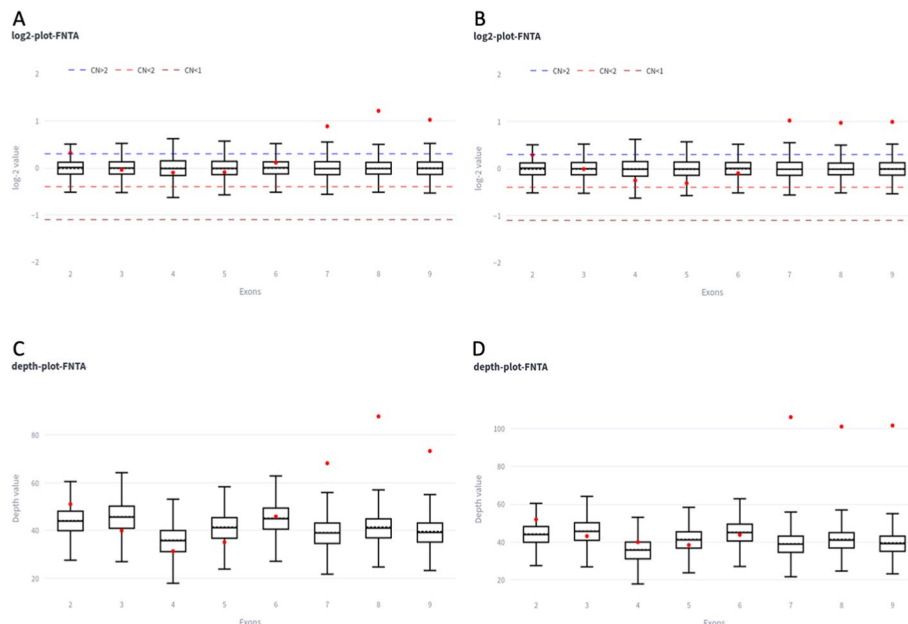 A
log2-plot-FNTA
CN>2 CN<2 CN<1
log-2 value
2
1
0
−1
−2
2 3 4 5 6 7 8 9
Exons
B
log2-plot-FNTA
CN>2 CN<2 CN<1
log-2 value
2
1
0
−1
−2
2 3 4 5 6 7 8 9
Exons
C
depth-plot-FNTA
Depth value
80
60
40
20
2 3 4 5 6 7 8 9
Exons
D
depth-plot-FNTA
Depth value
100
80
60
40
20
2 3 4 5 6 7 8 9
Exons